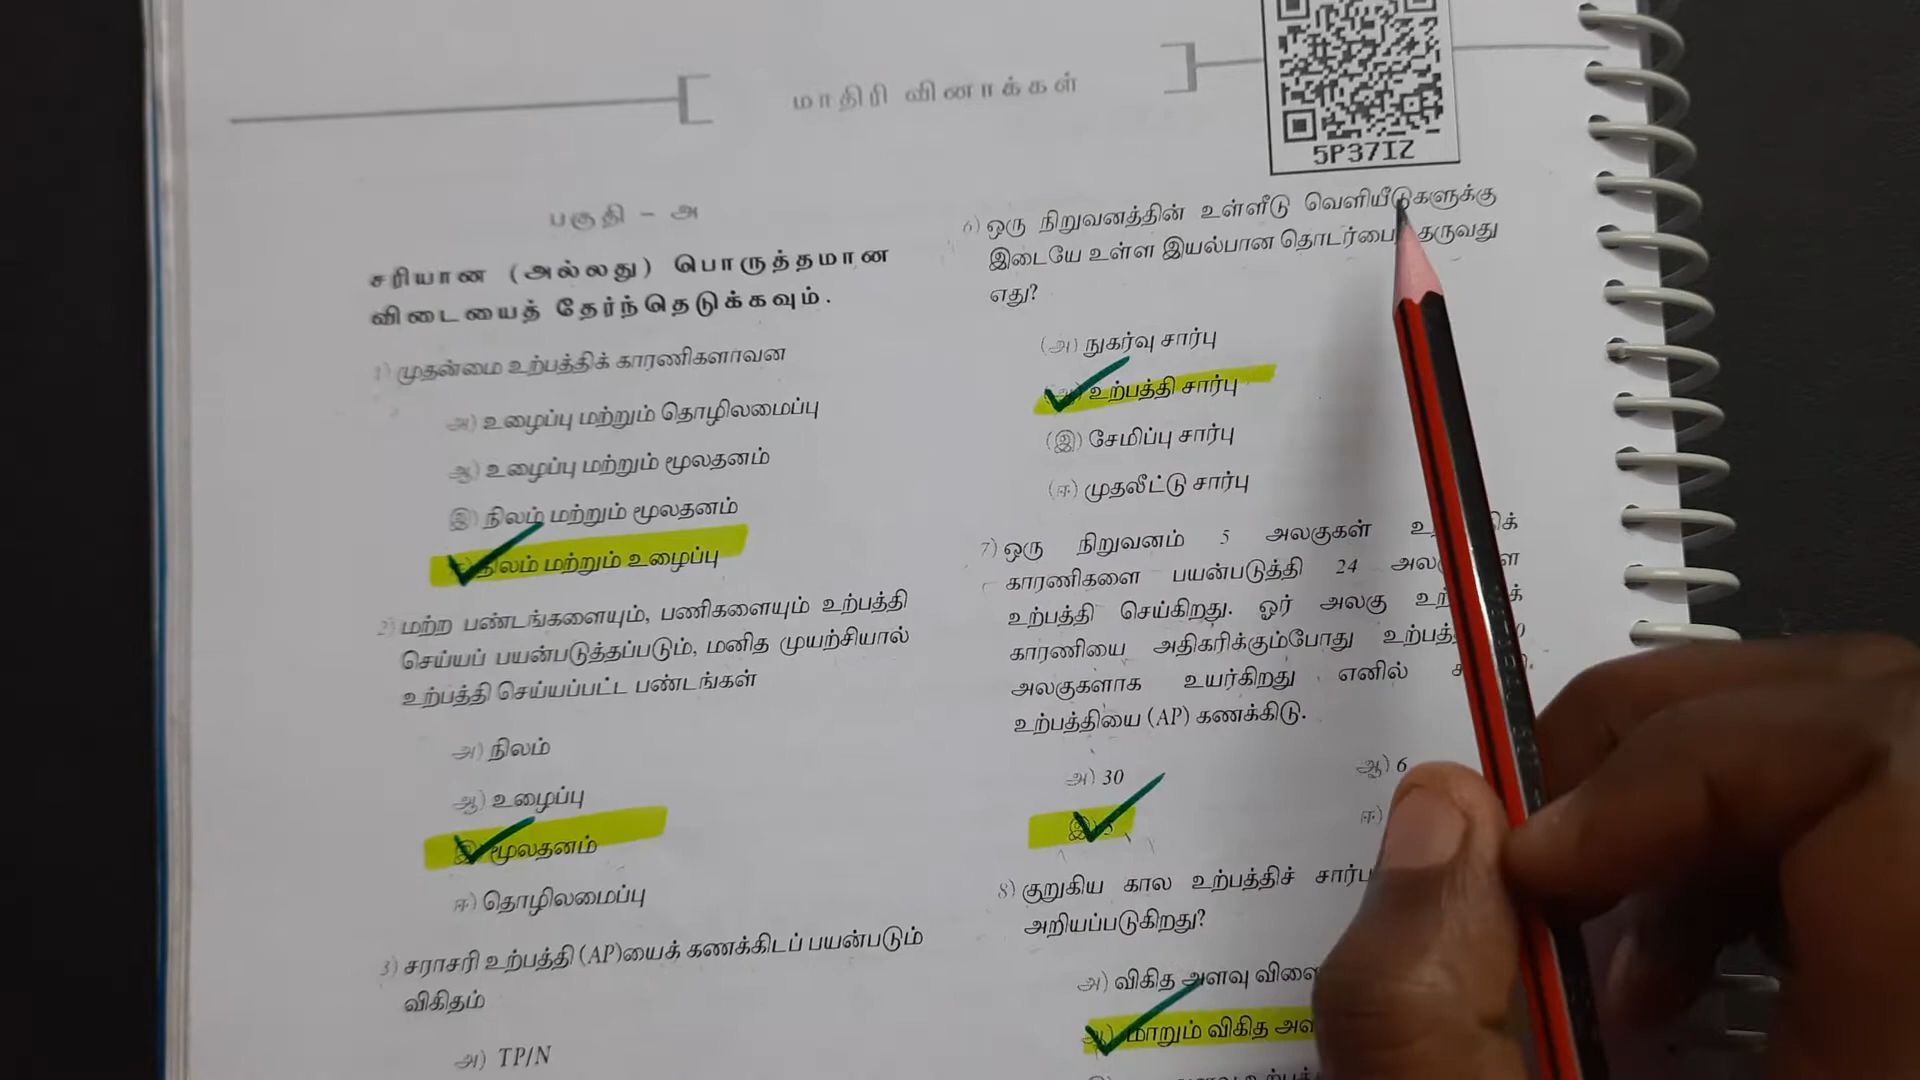 மாதிரி வினாக்கள்
5P37IZ
பகுதி – அ
சரியான (அல்லது) பொருத்தமான
விடையைத் தேர்ந்தெடுக்கவும்.
1) முதன்மை உற்பத்திக் காரணிகளாவன
அ) உழைப்பு மற்றும் தொழிலமைப்பு
ஆ) உழைப்பு மற்றும் மூலதனம்
இ) நிலம் மற்றும் மூலதனம்
நிலம் மற்றும் உழைப்பு
2) மற்ற பண்டங்களையும், பணிகளையும் உற்பத்தி
செய்யப் பயன்படுத்தப்படும், மனித முயற்சியால்
உற்பத்தி செய்யப்பட்ட பண்டங்கள்
அ) நிலம்
ஆ) உழைப்பு
இ) மூலதனம்
ஈ) தொழிலமைப்பு
3) சராசரி உற்பத்தி (AP)யைக் கணக்கிடப் பயன்படும்
விகிதம்
அ) TP/N
6) ஒரு நிறுவனத்தின் உள்ளீடு வெளியீடுகளுக்கு
இடையே உள்ள இயல்பான தொடர்பை தருவது
எது?
(அ) நுகர்வு சார்பு
உற்பத்தி சார்பு
(இ) சேமிப்பு சார்பு
(ஈ) முதலீட்டு சார்பு
7) ஒரு நிறுவனம் 5 அலகுகள்
காரணிகளை பயன்படுத்தி 24
உற்பத்தி செய்கிறது. ஓர் அலகு
காரணியை அதிகரிக்கும்போது
அலகுகளாக உயர்கிறது எனில்
உற்பத்தியை (AP) கணக்கிடு.
அ) 30
ஆ) 6
இ)
ஈ)
8) குறுகிய கால உற்பத்திச்
அறியப்படுகிறது?
அ) விகித அளவு
மாறும் விகித